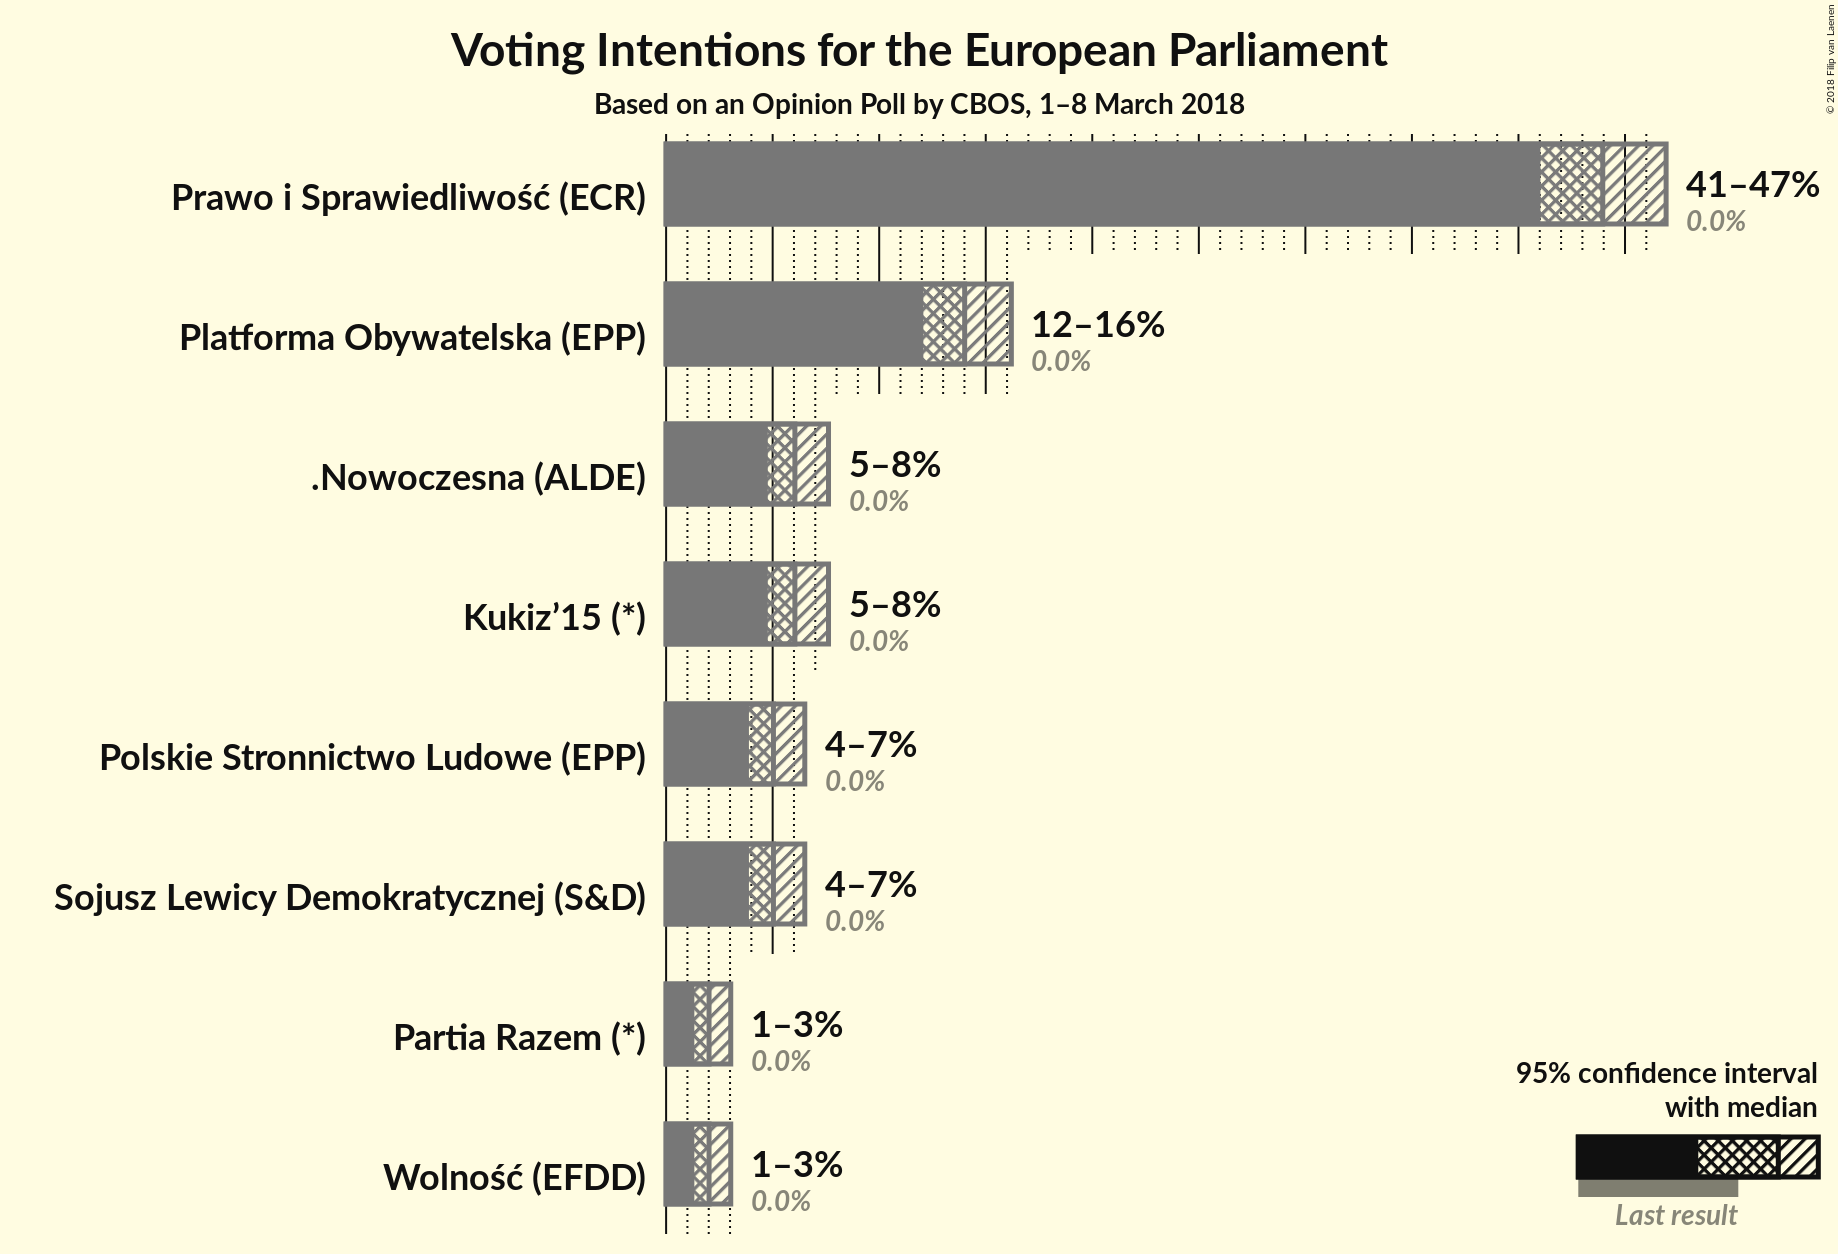 Voting Intentions for the European Parliament
Based on an Opinion Poll by CBOS, 1–8 March 2018
© 2018 Filip van Laenen
Prawo i Sprawiedliwość (ECR)
41–47%
0.0%
Platforma Obywatelska (EPP)
12–16%
0.0%
.Nowoczesna (ALDE)
5–8%
0.0%
Kukiz’15 (*)
5–8%
0.0%
Polskie Stronnictwo Ludowe (EPP)
4–7%
0.0%
Sojusz Lewicy Demokratycznej (S&D)
4–7%
0.0%
Partia Razem (*)
1–3%
0.0%
Wolność (EFDD)
1–3%
0.0%
95% confidence interval
with median
Last result